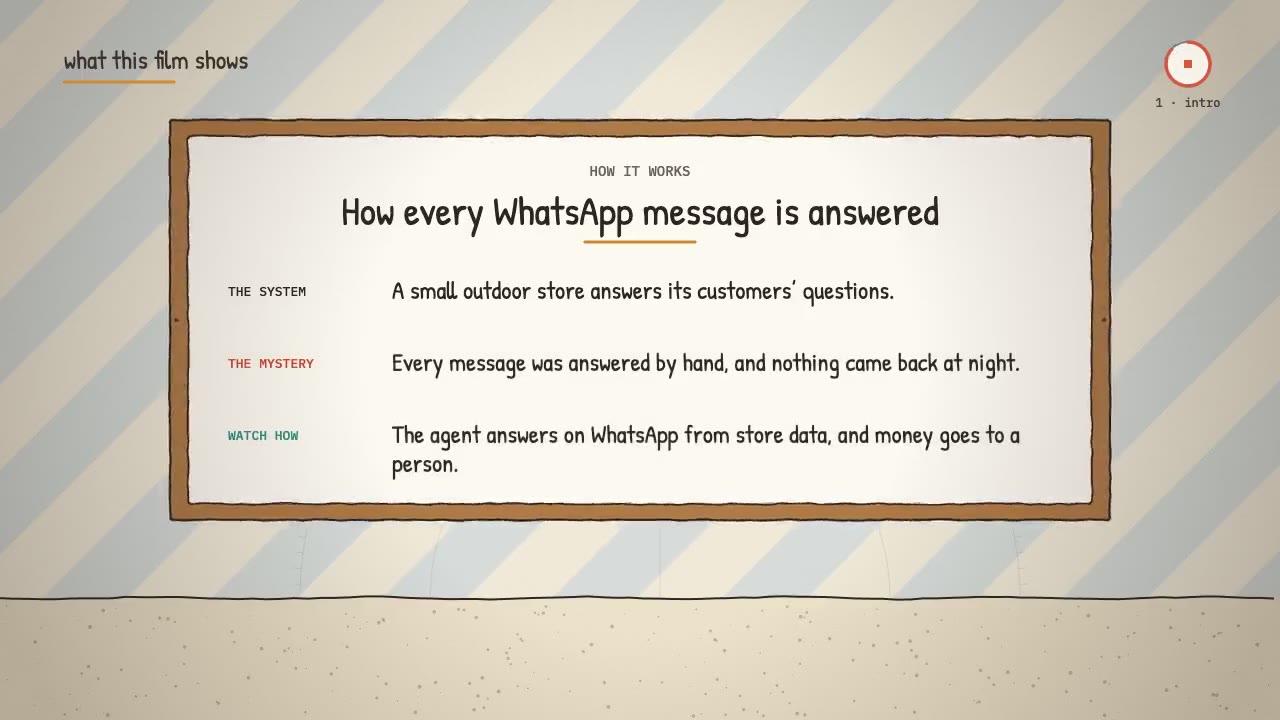 what this film shows
1 · intro
HOW IT WORKS
How every WhatsApp message is answered
THE SYSTEM
A small outdoor store answers its customers' questions.
THE MYSTERY
Every message was answered by hand, and nothing came back at night.
WATCH HOW
The agent answers on WhatsApp from store data, and money goes to a
person.